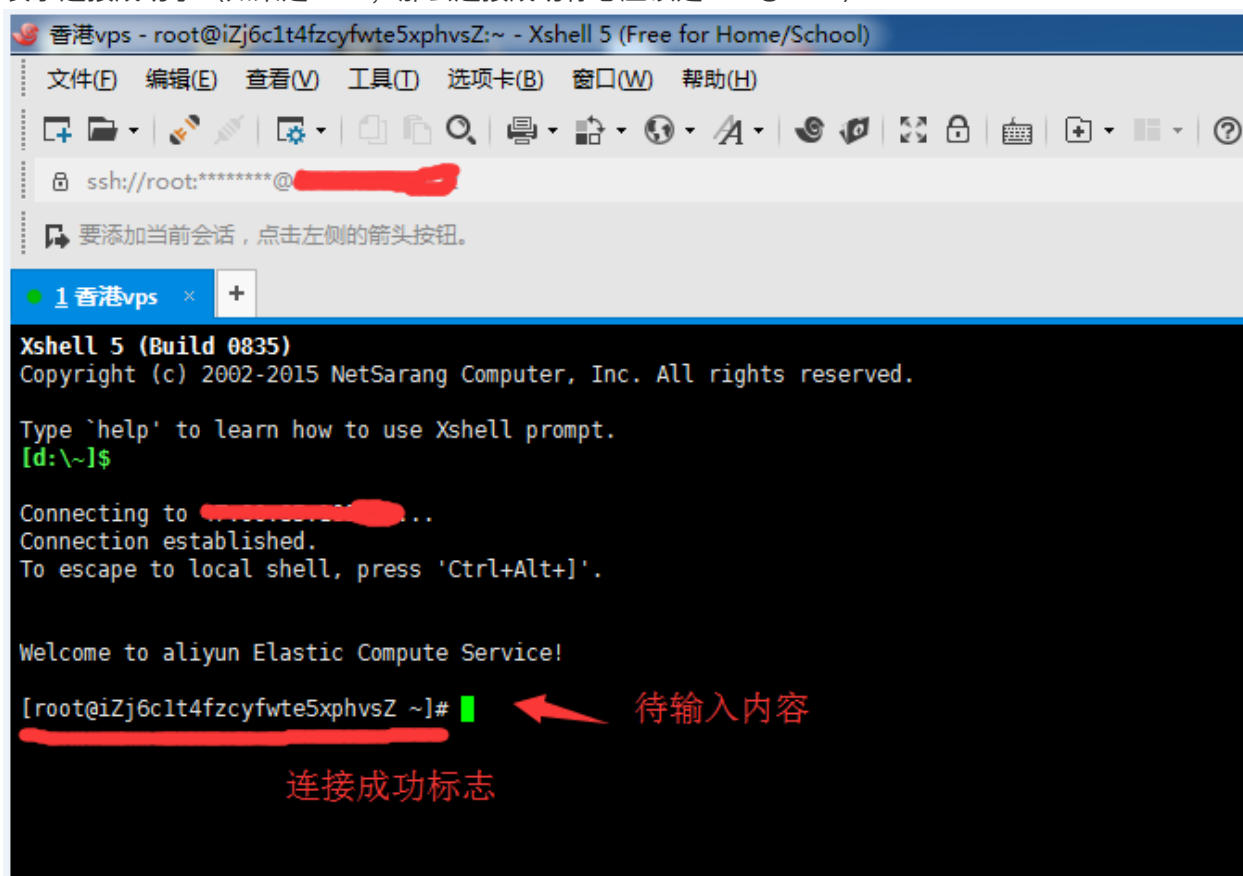 香港vps - root@iZj6c1t4fzcyfwte5xphvsZ:~ - Xshell 5 (Free for Home/School)
文件(F) 编辑(E) 查看(V) 工具(T) 选项卡(B) 窗口(W) 帮助(H)
ssh://root:********@
要添加当前会话，点击左侧的箭头按钮。
1 香港vps × +
Xshell 5 (Build 0835)
Copyright (c) 2002-2015 NetSarang Computer, Inc. All rights reserved.
Type `help' to learn how to use Xshell prompt.
[d:\~]$
Connecting to ...
Connection established.
To escape to local shell, press 'Ctrl+Alt+]'.
Welcome to aliyun Elastic Compute Service!
[root@iZj6c1t4fzcyfwte5xphvsZ ~]# 待输入内容
连接成功标志